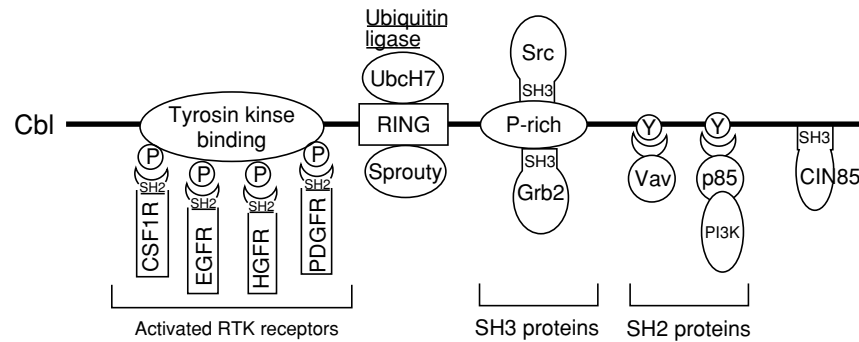 Ubiquitin
ligase
Src
UbcH7
SH3
Cbl
Tyrosin kinse
binding
RING
P-rich
Y
Y
SH3
P
P
P
P
SH2
SH2
SH2
SH2
Sprouty
SH3
Grb2
Vav
p85
CIN85
CSF1R
EGFR
HGFR
PDGFR
PI3K
Activated RTK receptors
SH3 proteins
SH2 proteins